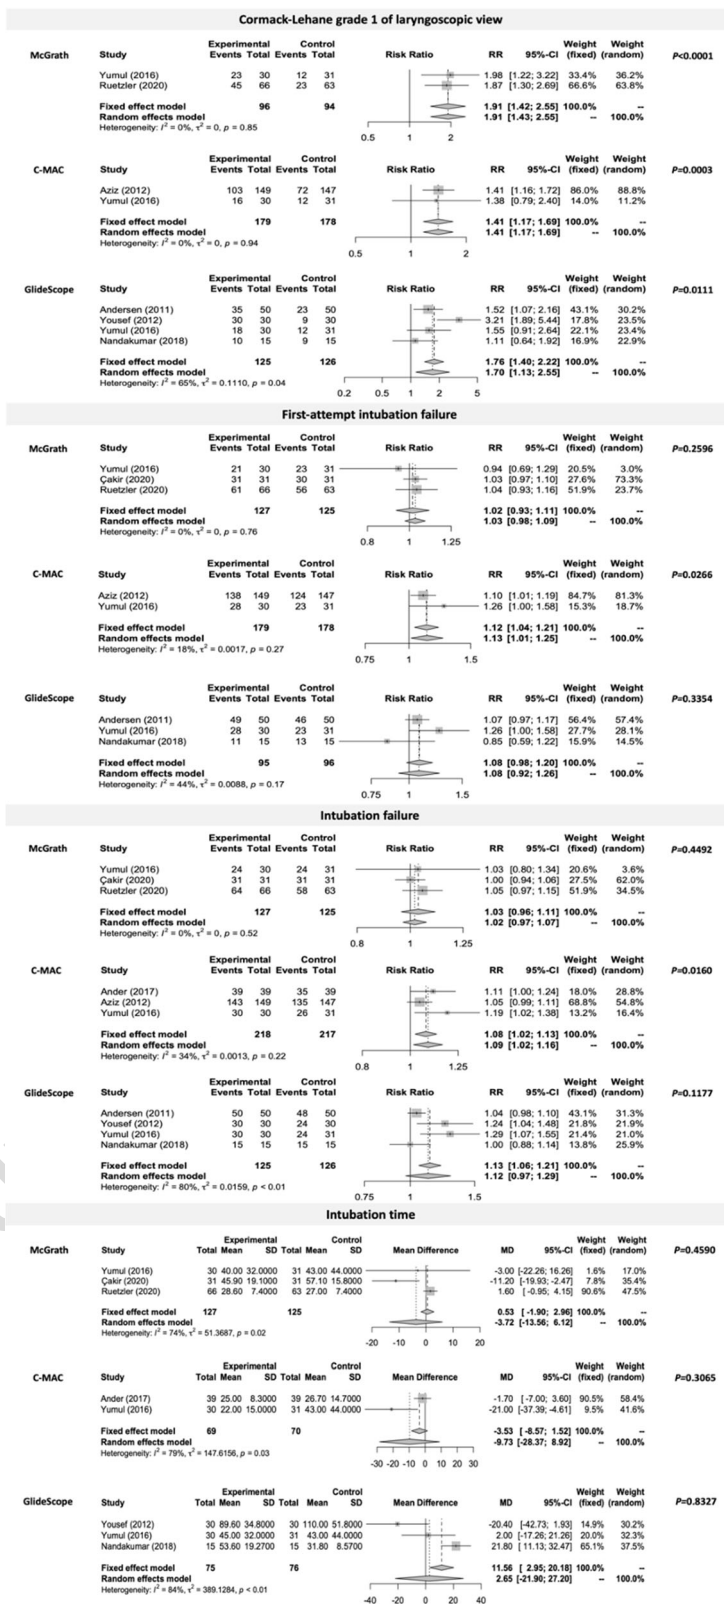 Cormack-Lehane grade 1 of laryngoscopic view
Experimental Control Weight Weight
McGrath Study Events Total Events Total Risk Ratio RR 95%-CI (fixed) (random) P<0.0001
Yumul (2016) 23 30 12 31 1.98 [1.22; 3.22] 33.4% 36.2%
Ruetzler (2020) 45 66 23 63 1.87 [1.30; 2.69] 66.6% 63.8%
Fixed effect model 96 94 1.91 [1.42; 2.55] 100.0% --
Random effects model 1.91 [1.43; 2.55] -- 100.0%
Heterogeneity: I² = 0%, τ² = 0, p = 0.85
0.5 1 2
Experimental Control Weight Weight
C-MAC Study Events Total Events Total Risk Ratio RR 95%-CI (fixed) (random) P=0.0003
Aziz (2012) 103 149 72 147 1.41 [1.16; 1.72] 86.0% 88.8%
Yumul (2016) 16 30 12 31 1.38 [0.79; 2.40] 14.0% 11.2%
Fixed effect model 179 178 1.41 [1.17; 1.69] 100.0% --
Random effects model 1.41 [1.17; 1.69] -- 100.0%
Heterogeneity: I² = 0%, τ² = 0, p = 0.94
0.5 1 2
Experimental Control Weight Weight
GlideScope Study Events Total Events Total Risk Ratio RR 95%-CI (fixed) (random) P=0.0111
Andersen (2011) 35 50 23 50 1.52 [1.07; 2.16] 43.1% 30.2%
Yousef (2012) 30 30 9 30 3.21 [1.89; 5.44] 17.8% 23.5%
Yumul (2016) 18 30 12 31 1.55 [0.91; 2.64] 22.1% 23.4%
Nandakumar (2018) 10 15 9 15 1.11 [0.64; 1.92] 16.9% 22.9%
Fixed effect model 125 126 1.76 [1.40; 2.22] 100.0% --
Random effects model 1.70 [1.13; 2.55] -- 100.0%
Heterogeneity: I² = 65%, τ² = 0.1110, p = 0.04
0.2 0.5 1 2 5
First-attempt intubation failure
Experimental Control Weight Weight
McGrath Study Events Total Events Total Risk Ratio RR 95%-CI (fixed) (random) P=0.2596
Yumul (2016) 21 30 23 31 0.94 [0.69; 1.29] 20.5% 3.0%
Çakir (2020) 31 31 30 31 1.03 [0.97; 1.10] 27.6% 73.3%
Ruetzler (2020) 61 66 56 63 1.04 [0.93; 1.16] 51.9% 23.7%
Fixed effect model 127 125 1.02 [0.93; 1.11] 100.0% --
Random effects model 1.03 [0.98; 1.09] -- 100.0%
Heterogeneity: I² = 0%, τ² = 0, p = 0.76
0.8 1 1.25
Experimental Control Weight Weight
C-MAC Study Events Total Events Total Risk Ratio RR 95%-CI (fixed) (random) P=0.0266
Aziz (2012) 138 149 124 147 1.10 [1.01; 1.19] 84.7% 81.3%
Yumul (2016) 28 30 23 31 1.26 [1.00; 1.58] 15.3% 18.7%
Fixed effect model 179 178 1.12 [1.04; 1.21] 100.0% --
Random effects model 1.13 [1.01; 1.25] -- 100.0%
Heterogeneity: I² = 18%, τ² = 0.0017, p = 0.27
0.75 1 1.5
Experimental Control Weight Weight
GlideScope Study Events Total Events Total Risk Ratio RR 95%-CI (fixed) (random) P=0.3354
Andersen (2011) 49 50 46 50 1.07 [0.97; 1.17] 56.4% 57.4%
Yumul (2016) 28 30 23 31 1.26 [1.00; 1.58] 27.7% 28.1%
Nandakumar (2018) 11 15 13 15 0.85 [0.59; 1.22] 15.9% 14.5%
Fixed effect model 95 96 1.08 [0.98; 1.20] 100.0% --
Random effects model 1.08 [0.92; 1.26] -- 100.0%
Heterogeneity: I² = 44%, τ² = 0.0088, p = 0.17
0.75 1 1.5
Intubation failure
Experimental Control Weight Weight
McGrath Study Events Total Events Total Risk Ratio RR 95%-CI (fixed) (random) P=0.4492
Yumul (2016) 24 30 24 31 1.03 [0.80; 1.34] 20.6% 3.6%
Çakir (2020) 31 31 31 31 1.00 [0.94; 1.06] 27.5% 62.0%
Ruetzler (2020) 64 66 58 63 1.05 [0.97; 1.15] 51.9% 34.5%
Fixed effect model 127 125 1.03 [0.96; 1.11] 100.0% --
Random effects model 1.02 [0.97; 1.07] -- 100.0%
Heterogeneity: I² = 0%, τ² = 0, p = 0.52
0.8 1 1.25
Experimental Control Weight Weight
C-MAC Study Events Total Events Total Risk Ratio RR 95%-CI (fixed) (random) P=0.0160
Ander (2017) 39 39 35 39 1.11 [1.00; 1.24] 18.0% 28.8%
Aziz (2012) 143 149 135 147 1.05 [0.99; 1.11] 68.8% 54.8%
Yumul (2016) 30 30 26 31 1.19 [1.02; 1.38] 13.2% 16.4%
Fixed effect model 218 217 1.08 [1.02; 1.13] 100.0% --
Random effects model 1.09 [1.02; 1.16] -- 100.0%
Heterogeneity: I² = 34%, τ² = 0.0013, p = 0.22
0.8 1 1.25
Experimental Control Weight Weight
GlideScope Study Events Total Events Total Risk Ratio RR 95%-CI (fixed) (random) P=0.1177
Andersen (2011) 50 50 48 50 1.04 [0.98; 1.10] 43.1% 31.3%
Yousef (2012) 30 30 24 30 1.24 [1.04; 1.48] 21.8% 21.9%
Yumul (2016) 30 30 24 31 1.29 [1.07; 1.55] 21.4% 21.0%
Nandakumar (2018) 15 15 15 15 1.00 [0.88; 1.14] 13.8% 25.9%
Fixed effect model 125 126 1.13 [1.06; 1.21] 100.0% --
Random effects model 1.12 [0.97; 1.29] -- 100.0%
Heterogeneity: I² = 80%, τ² = 0.0159, p < 0.01
0.75 1 1.5
Intubation time
Experimental Control Weight Weight
McGrath Study Total Mean SD Total Mean SD Mean Difference MD 95%-CI (fixed) (random) P=0.4590
Yumul (2016) 30 40.00 32.0000 31 43.00 44.0000 -3.00 [-22.26; 16.26] 1.6% 17.0%
Çakir (2020) 31 45.90 19.1000 31 57.10 15.8000 -11.20 [-19.93; -2.47] 7.8% 35.4%
Ruetzler (2020) 66 28.60 7.4000 63 27.00 7.4000 1.60 [ -0.95; 4.15] 90.6% 47.5%
Fixed effect model 127 125 0.53 [ -1.90; 2.96] 100.0% --
Random effects model -3.72 [-13.56; 6.12] -- 100.0%
Heterogeneity: I² = 74%, τ² = 51.3687, p = 0.02
-20 -10 0 10 20
Experimental Control Weight Weight
C-MAC Study Total Mean SD Total Mean SD Mean Difference MD 95%-CI (fixed) (random) P=0.3065
Ander (2017) 39 25.00 8.3000 39 26.70 14.7000 -1.70 [ -7.00; 3.60] 90.5% 58.4%
Yumul (2016) 30 22.00 15.0000 31 43.00 44.0000 -21.00 [-37.39; -4.61] 9.5% 41.6%
Fixed effect model 69 70 -3.53 [ -8.57; 1.52] 100.0% --
Random effects model -9.73 [-28.37; 8.92] -- 100.0%
Heterogeneity: I² = 79%, τ² = 147.6156, p = 0.03
-30 -20 -10 0 10 20 30
Experimental Control Weight Weight
GlideScope Study Total Mean SD Total Mean SD Mean Difference MD 95%-CI (fixed) (random) P=0.8327
Yousef (2012) 30 89.60 34.8000 30 110.00 51.8000 -20.40 [-42.73; 1.93] 14.9% 30.2%
Yumul (2016) 30 45.00 32.0000 31 43.00 44.0000 2.00 [-17.26; 21.26] 20.0% 32.3%
Nandakumar (2018) 15 53.60 19.2700 15 31.80 8.5700 21.80 [ 11.13; 32.47] 65.1% 37.5%
Fixed effect model 75 76 11.56 [ 2.95; 20.18] 100.0% --
Random effects model 2.65 [-21.90; 27.20] -- 100.0%
Heterogeneity: I² = 84%, τ² = 389.1284, p < 0.01
-40 -20 0 20 40